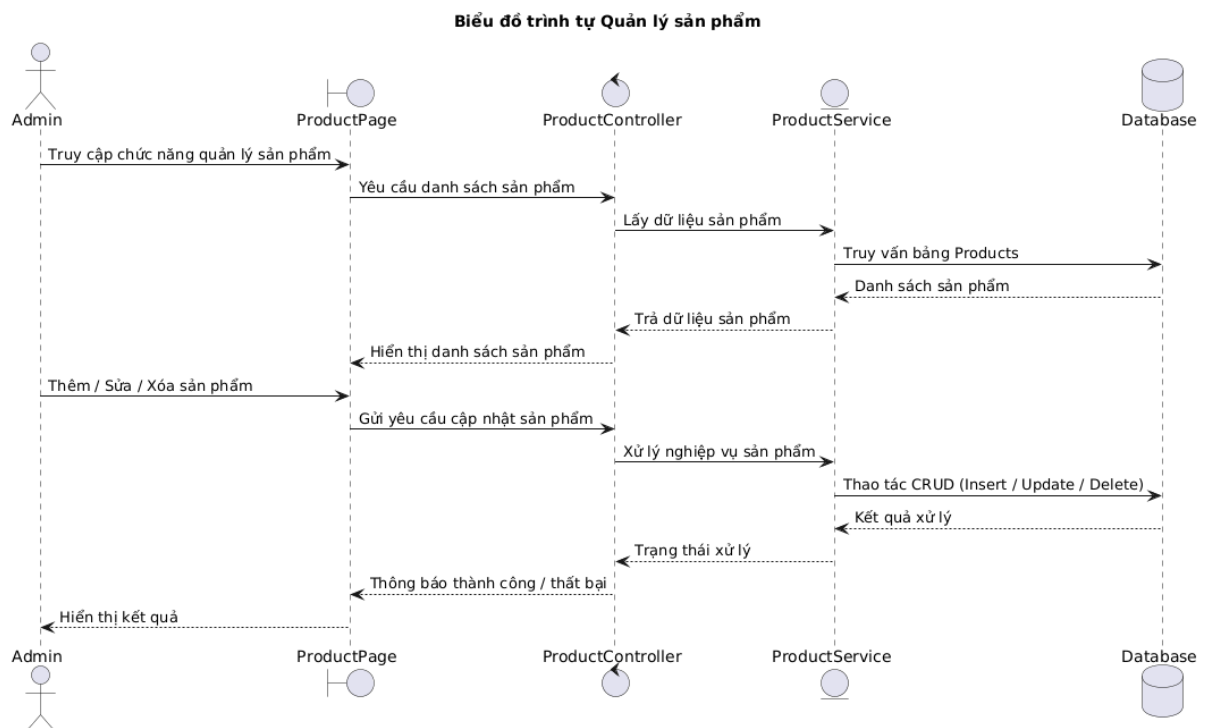 Biểu đồ trình tự Quản lý sản phẩm
Admin
ProductPage
ProductController
ProductService
Database
Truy cập chức năng quản lý sản phẩm
Yêu cầu danh sách sản phẩm
Lấy dữ liệu sản phẩm
Truy vấn bảng Products
Danh sách sản phẩm
Trả dữ liệu sản phẩm
Hiển thị danh sách sản phẩm
Thêm / Sửa / Xóa sản phẩm
Gửi yêu cầu cập nhật sản phẩm
Xử lý nghiệp vụ sản phẩm
Thao tác CRUD (Insert / Update / Delete)
Kết quả xử lý
Trạng thái xử lý
Thông báo thành công / thất bại
Hiển thị kết quả
Admin
ProductPage
ProductController
ProductService
Database